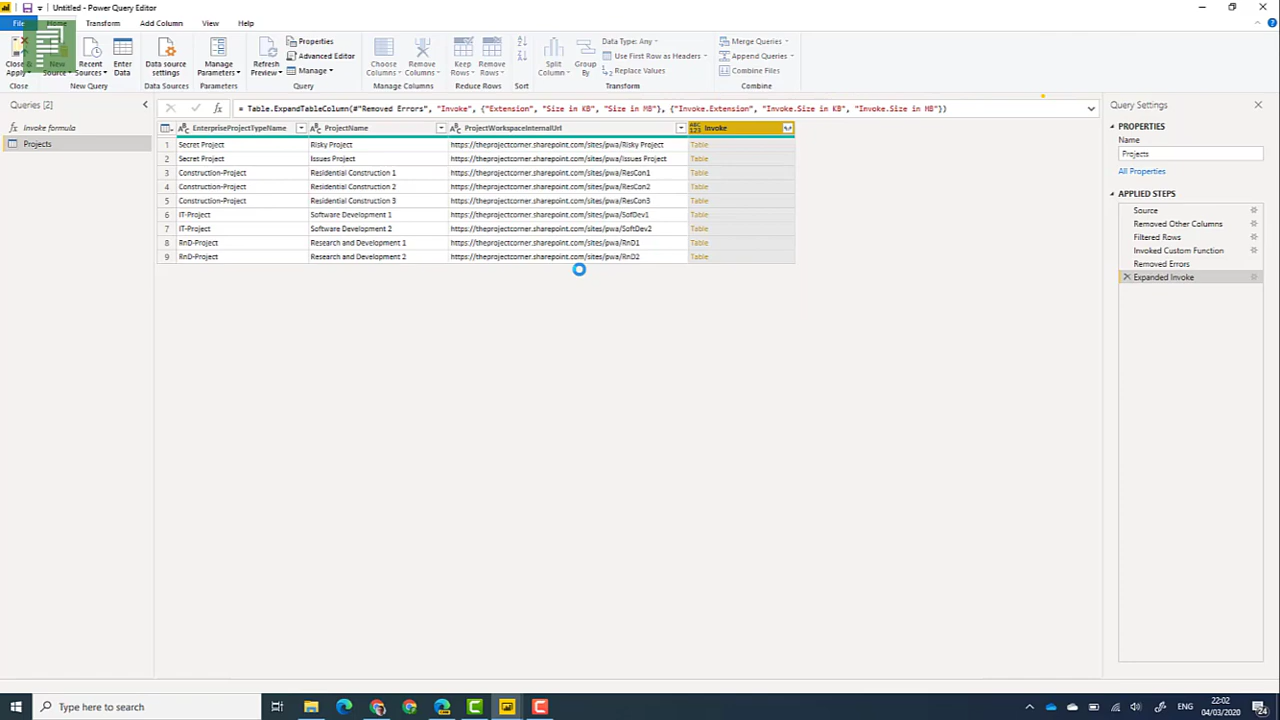 Untitled - Power Query Editor
File Home Transform Add Column View Help
Close & Apply
New Source
Recent Sources
Enter Data
Data source settings
Manage Parameters
Refresh Preview
Properties
Advanced Editor
Manage
Choose Columns
Remove Columns
Keep Rows
Remove Rows
Split Column
Group By
Data Type: Any
Use First Row as Headers
Replace Values
Merge Queries
Append Queries
Combine Files
Close New Query Data Sources Parameters Query Manage Columns Reduce Rows Sort Transform Combine
Queries [2]
Invoke formula
Projects
= Table.ExpandTableColumn(#"Removed Errors", "Invoke", {"Extension", "Size in KB", "Size in MB"}, {"Invoke.Extension", "Invoke.Size in KB", "Invoke.Size in MB"})
EnterpriseProjectTypeName ProjectName ProjectWorkspaceInternalUrl Invoke
1 Secret Project Risky Project https://theprojectcorner.sharepoint.com/sites/pwa/Risky Project Table
2 Secret Project Issues Project https://theprojectcorner.sharepoint.com/sites/pwa/Issues Project Table
3 Construction-Project Residential Construction 1 https://theprojectcorner.sharepoint.com/sites/pwa/ResCon1 Table
4 Construction-Project Residential Construction 2 https://theprojectcorner.sharepoint.com/sites/pwa/ResCon2 Table
5 Construction-Project Residential Construction 3 https://theprojectcorner.sharepoint.com/sites/pwa/ResCon3 Table
6 IT-Project Software Development 1 https://theprojectcorner.sharepoint.com/sites/pwa/SofDev1 Table
7 IT-Project Software Development 2 https://theprojectcorner.sharepoint.com/sites/pwa/SofDev2 Table
8 RnD-Project Research and Development 1 https://theprojectcorner.sharepoint.com/sites/pwa/RnD1 Table
9 RnD-Project Research and Development 2 https://theprojectcorner.sharepoint.com/sites/pwa/RnD2 Table
Query Settings
PROPERTIES
Name
Projects
All Properties
APPLIED STEPS
Source
Removed Other Columns
Filtered Rows
Invoked Custom Function
Removed Errors
Expanded Invoke
Type here to search
ENG
22:02
04/03/2020
24